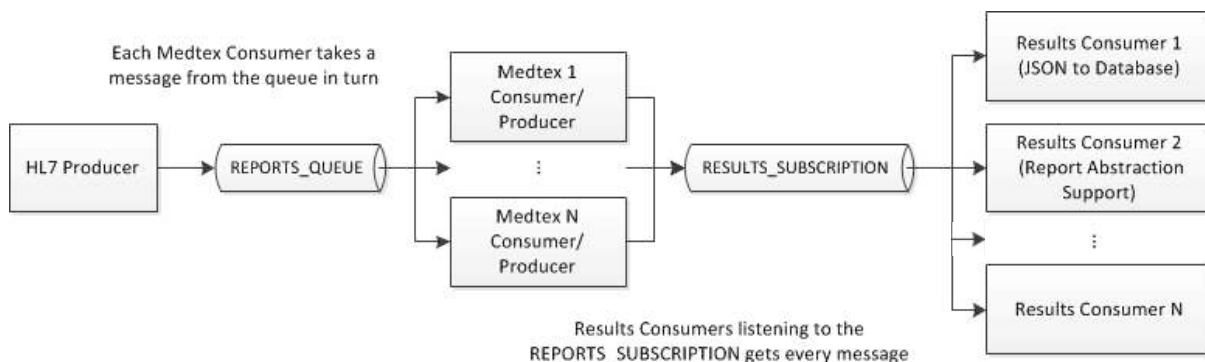 Each Medtex Consumer takes a
message from the queue in turn
HL7 Producer
REPORTS_QUEUE
Medtex 1
Consumer/
Producer
⋮
Medtex N
Consumer/
Producer
RESULTS_SUBSCRIPTION
Results Consumer 1
(JSON to Database)
Results Consumer 2
(Report Abstraction
Support)
⋮
Results Consumer N
Results Consumers listening to the
REPORTS_SUBSCRIPTION gets every message